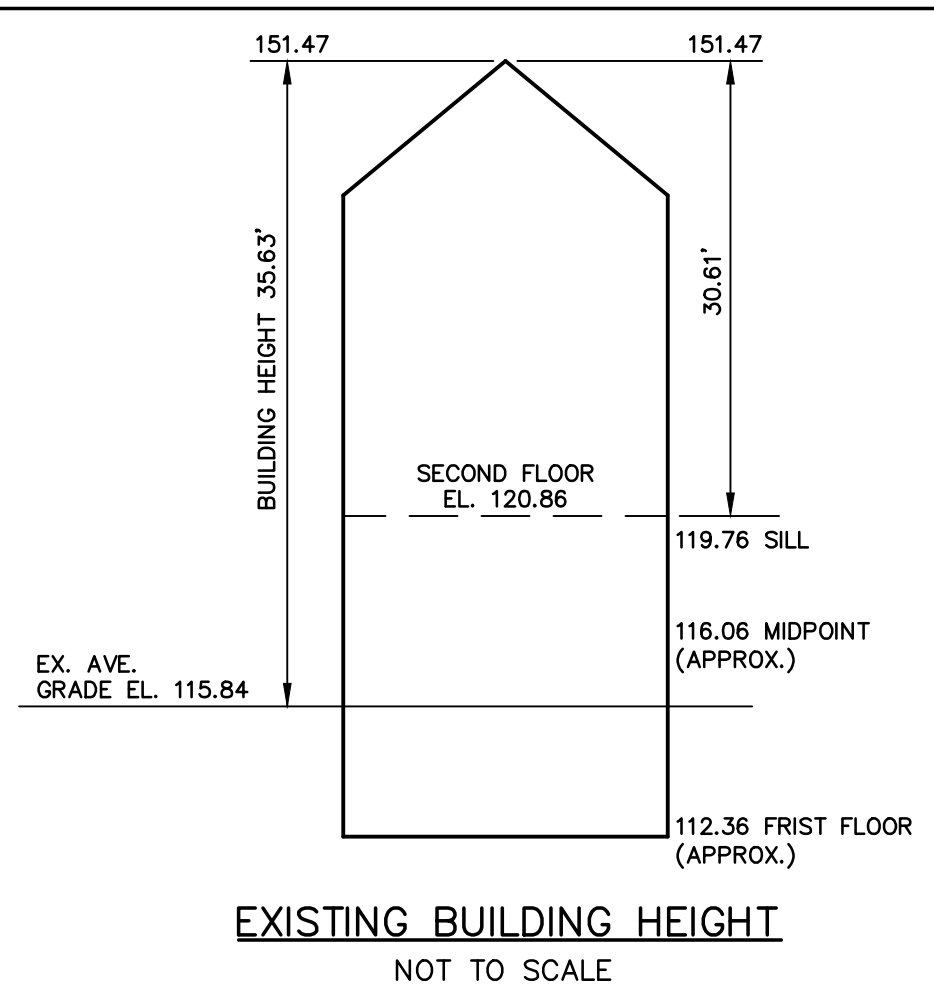 151.47
151.47
BUILDING HEIGHT 35.63'
30.61'
SECOND FLOOR
EL. 120.86
119.76 SILL
116.06 MIDPOINT
(APPROX.)
EX. AVE.
GRADE EL. 115.84
112.36 FRIST FLOOR
(APPROX.)
EXISTING BUILDING HEIGHT
NOT TO SCALE